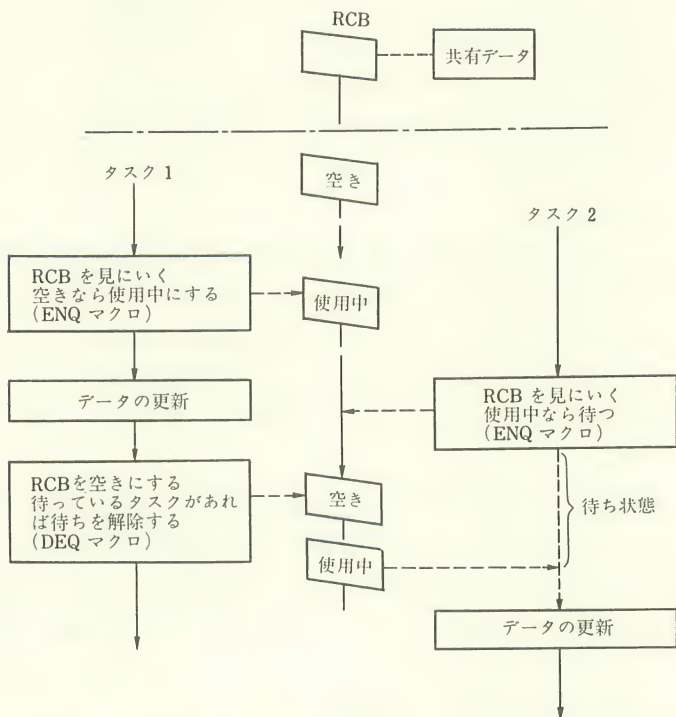 RCB
共有データ
タスク 1
空き
タスク 2
RCB を見にいく
空きなら使用中にする
(ENQ マクロ)
使用中
データの更新
RCB を見にいく
使用中なら待つ
(ENQ マクロ)
RCBを空きにする
待っているタスクがあれ
ば待ちを解除する
(DEQ マクロ)
空き
待ち状態
使用中
データの更新